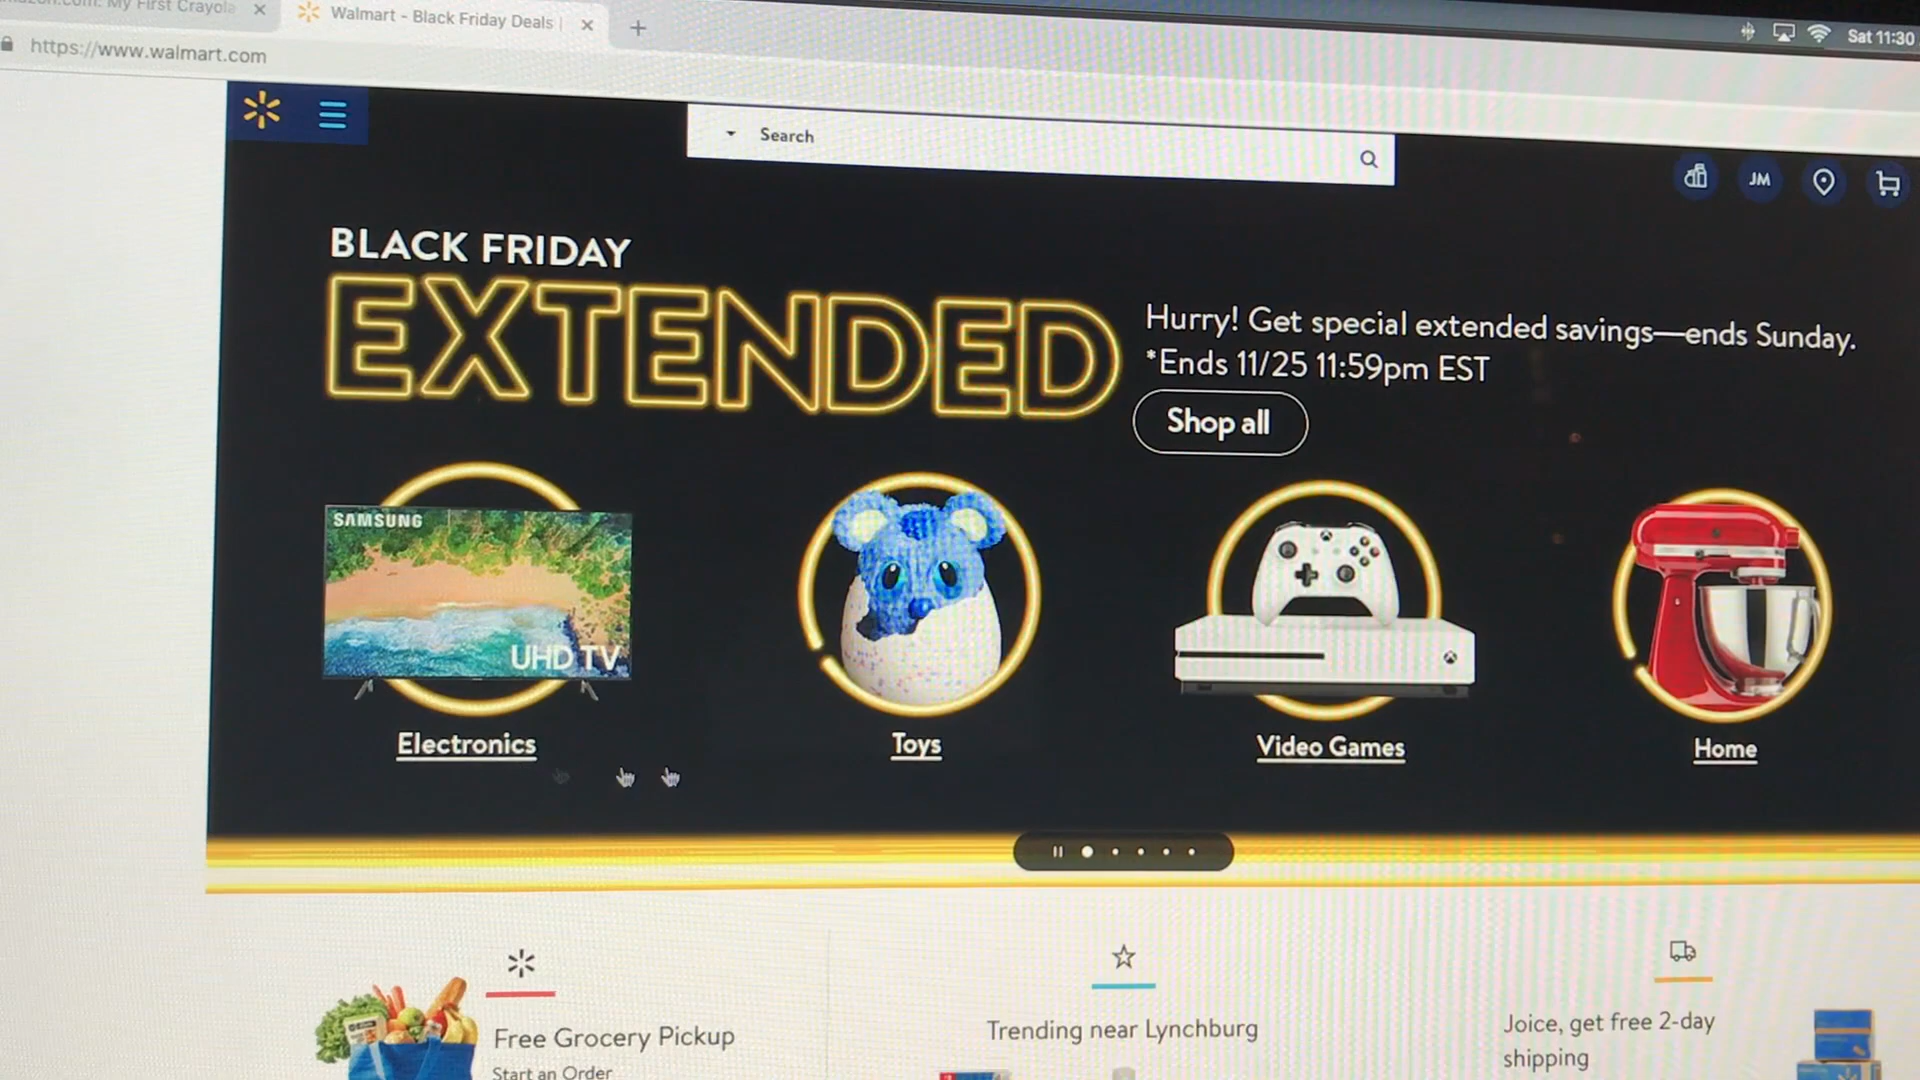 My First Crayola
Walmart - Black Friday Deals |
Sat 11:30
https://www.walmart.com
Search
JM
BLACK FRIDAY
EXTENDED
Hurry! Get special extended savings—ends Sunday.
*Ends 11/25 11:59pm EST
Shop all
SAMSUNG
UHD TV
Electronics
Toys
Video Games
Home
Free Grocery Pickup
Start an Order
Trending near Lynchburg
Joice, get free 2-day
shipping